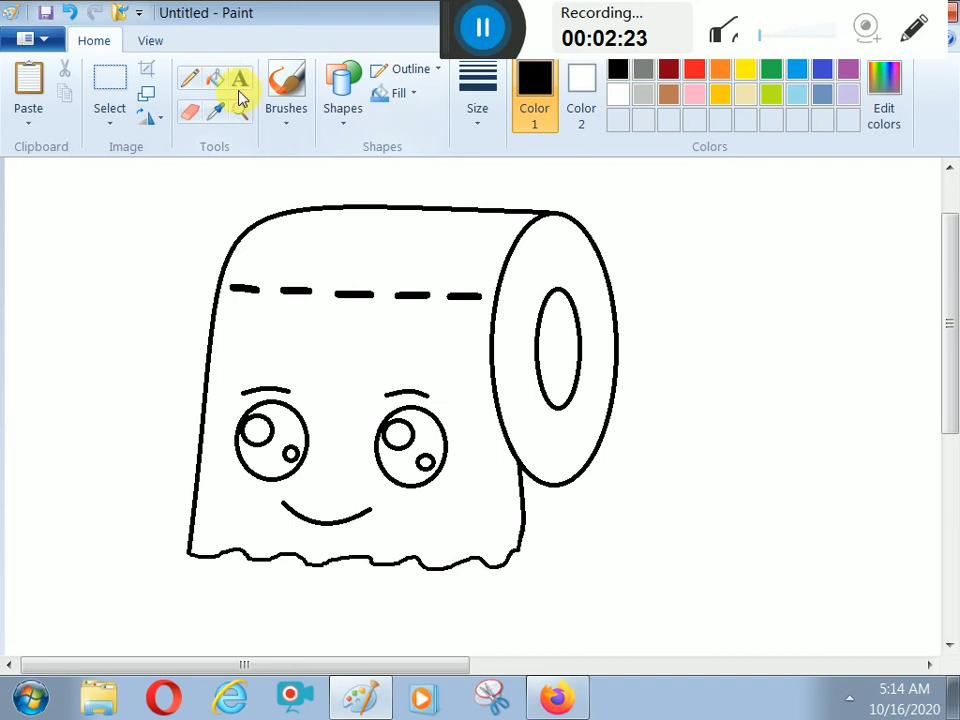 Untitled - Paint
Recording...
00:02:23
Home View
Paste
Select
A
Brushes
Shapes
Outline
Fill
Size
Color 1
Color 2
Edit colors
Clipboard
Image
Tools
Shapes
Colors
5:14 AM
10/16/2020